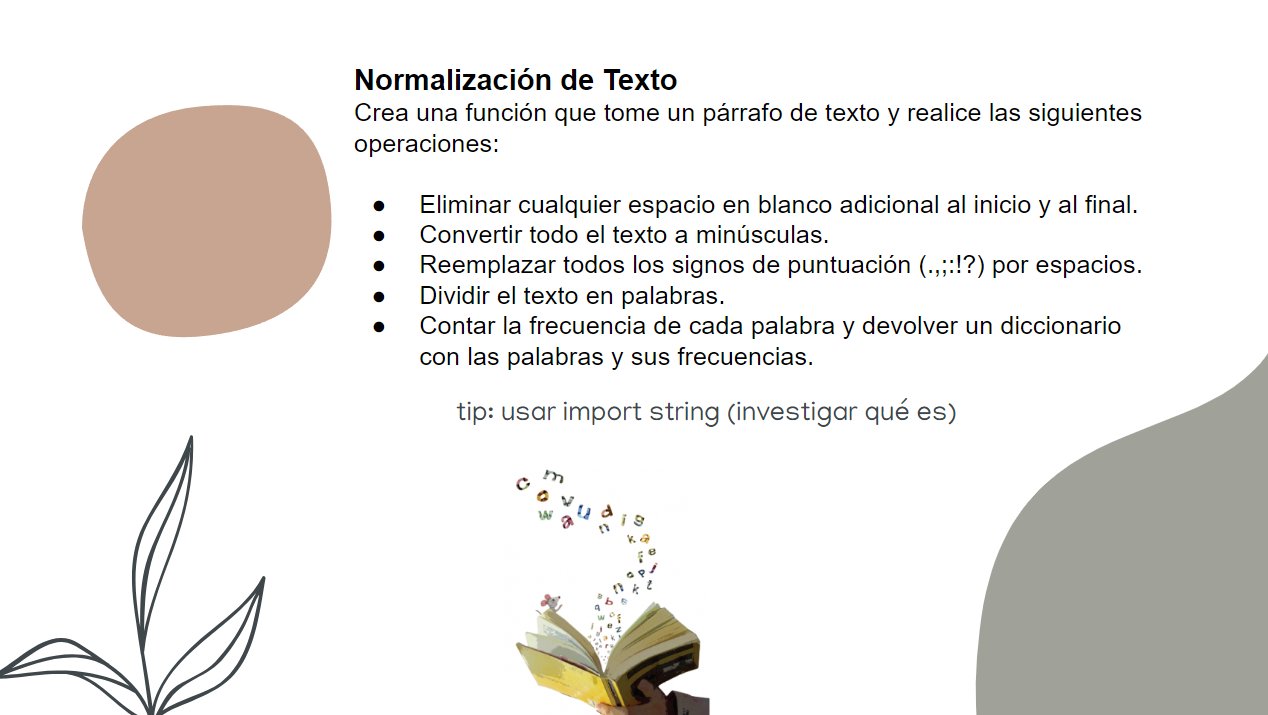 Normalización de Texto
Crea una función que tome un párrafo de texto y realice las siguientes
operaciones:
● Eliminar cualquier espacio en blanco adicional al inicio y al final.
● Convertir todo el texto a minúsculas.
● Reemplazar todos los signos de puntuación (.,;:!?) por espacios.
● Dividir el texto en palabras.
● Contar la frecuencia de cada palabra y devolver un diccionario
con las palabras y sus frecuencias.
tip: usar import string (investigar qué es)